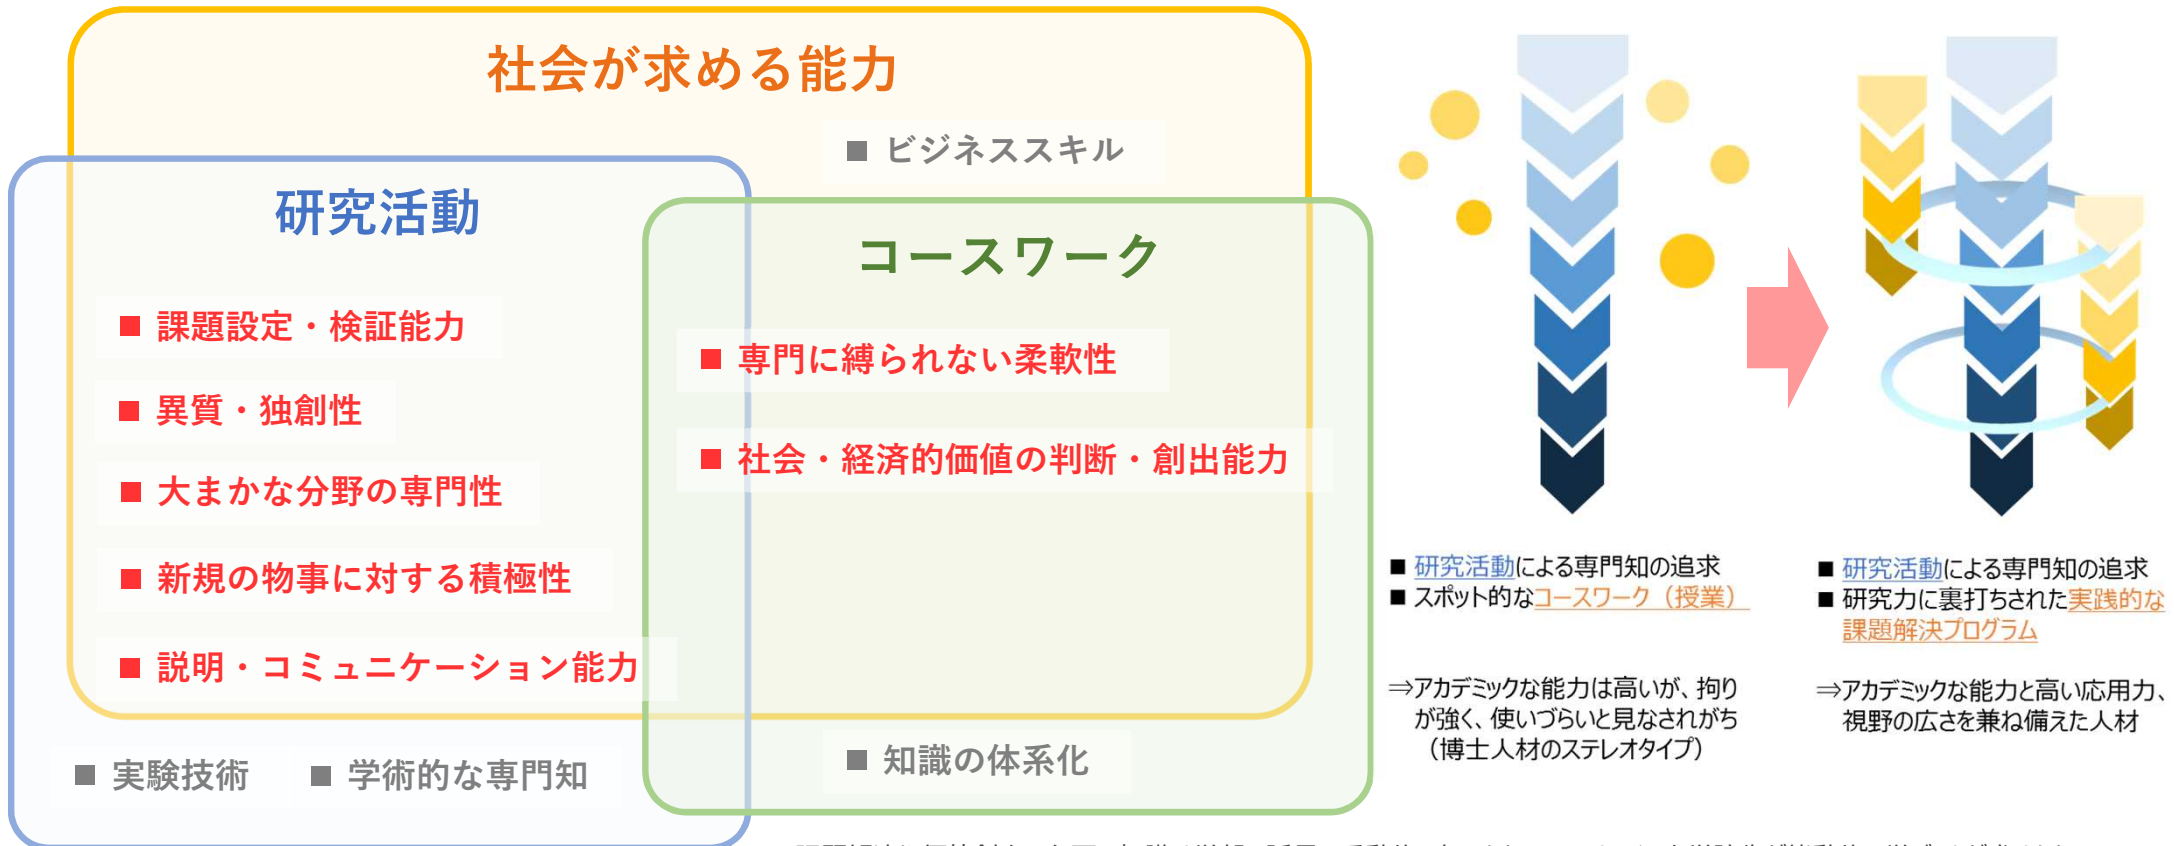 社会が求める能力
■ ビジネススキル
研究活動
■ 課題設定・検証能力
■ 異質・独創性
■ 大まかな分野の専門性
■ 新規の物事に対する積極性
■ 説明・コミュニケーション能力
■ 実験技術 ■ 学術的な専門知
コースワーク
■ 専門に縛られない柔軟性
■ 社会・経済的価値の判断・創出能力
■ 知識の体系化
■ 研究活動による専門知の追求
■ スポット的なコースワーク（授業）
⇒アカデミックな能力は高いが、拘り
が強く、使いづらいと見なされがち
（博士人材のステレオタイプ）
■ 研究活動による専門知の追求
■ 研究力に裏打ちされた実践的な
課題解決プログラム
⇒アカデミックな能力と高い応用力、
視野の広さを兼ね備えた人材